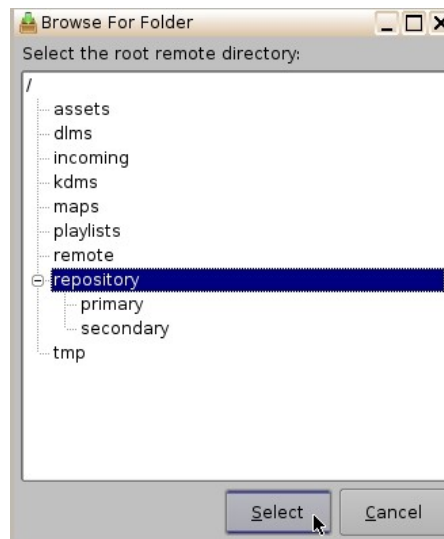 Browse For Folder
Select the root remote directory:
/
assets
dlms
incoming
kdms
maps
playlists
remote
repository
primary
secondary
tmp
Select Cancel